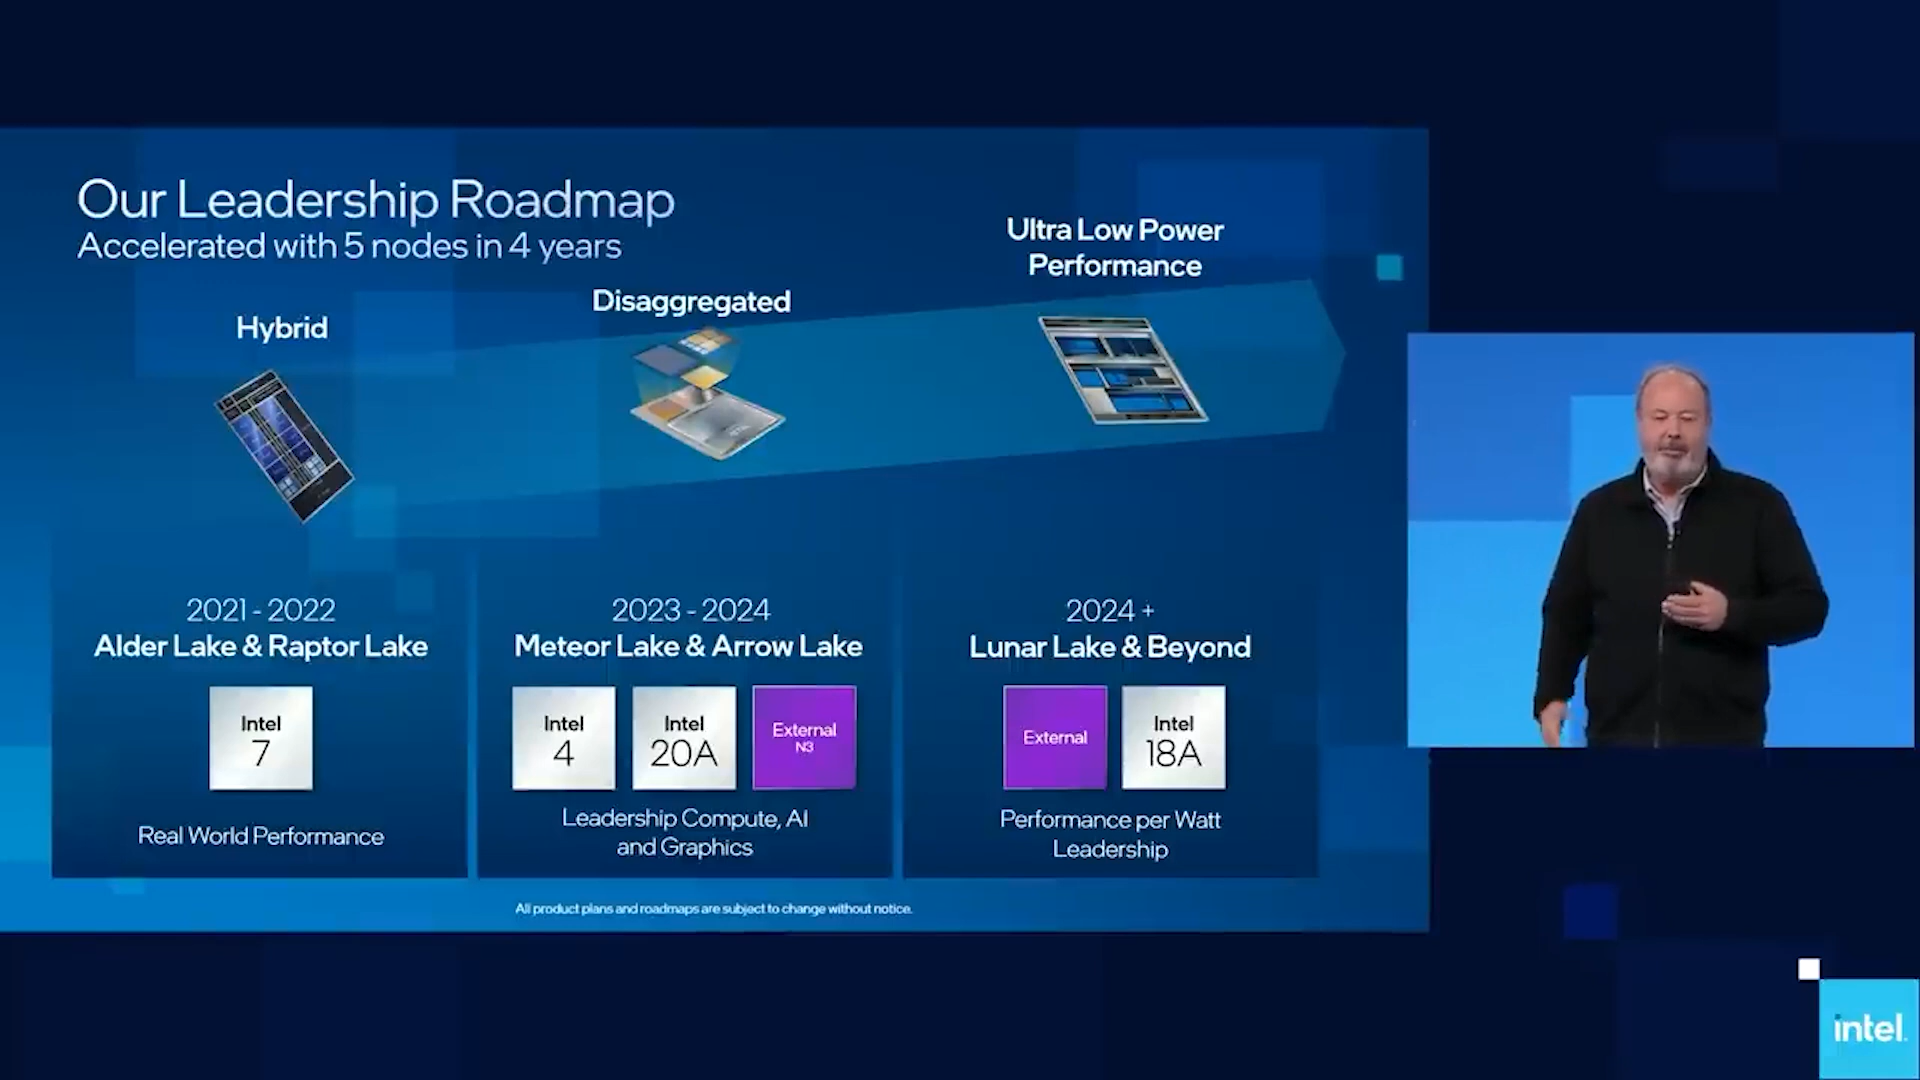 Our Leadership Roadmap
Accelerated with 5 nodes in 4 years
Hybrid
Disaggregated
Ultra Low Power
Performance
2021 - 2022
Alder Lake & Raptor Lake
Intel
7
Real World Performance
2023 - 2024
Meteor Lake & Arrow Lake
Intel
4
Intel
20A
External
N3
Leadership Compute, AI
and Graphics
2024 +
Lunar Lake & Beyond
External
Intel
18A
Performance per Watt
Leadership
All product plans and roadmaps are subject to change without notice.
intel.